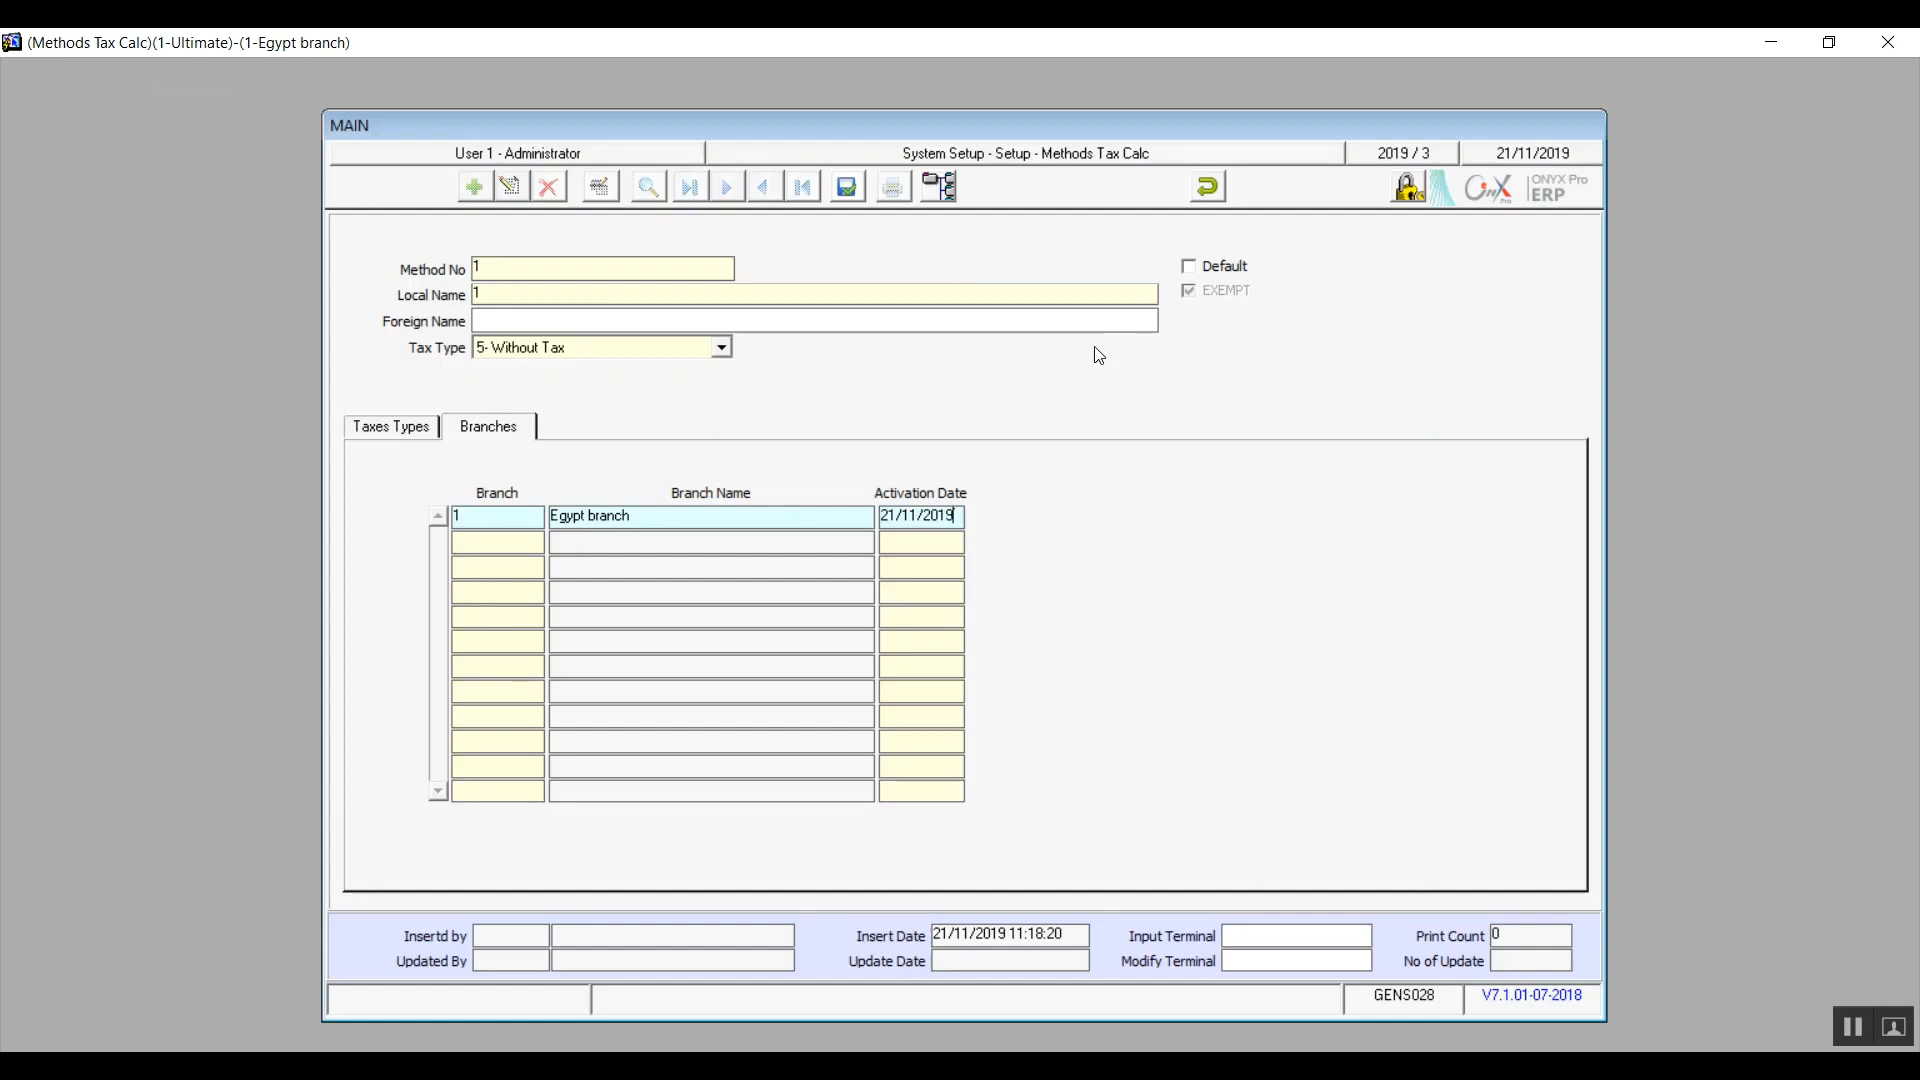 (Methods Tax Calc)(1-Ultimate)-(1-Egypt branch)
MAIN
User 1 - Administrator
System Setup - Setup - Methods Tax Calc
2019 / 3
21/11/2019
Onyx Pro
ONYX Pro
ERP
Method No 1
Default
Local Name 1
EXEMPT
Foreign Name
Tax Type 5- Without Tax
Taxes Types
Branches
Branch
Branch Name
Activation Date
1
Egypt branch
21/11/2019
Insertd by
Insert Date 21/11/2019 11:18:20
Input Terminal
Print Count 0
Updated By
Update Date
Modify Terminal
No of Update
GENS028
V7.1.01-07-2018